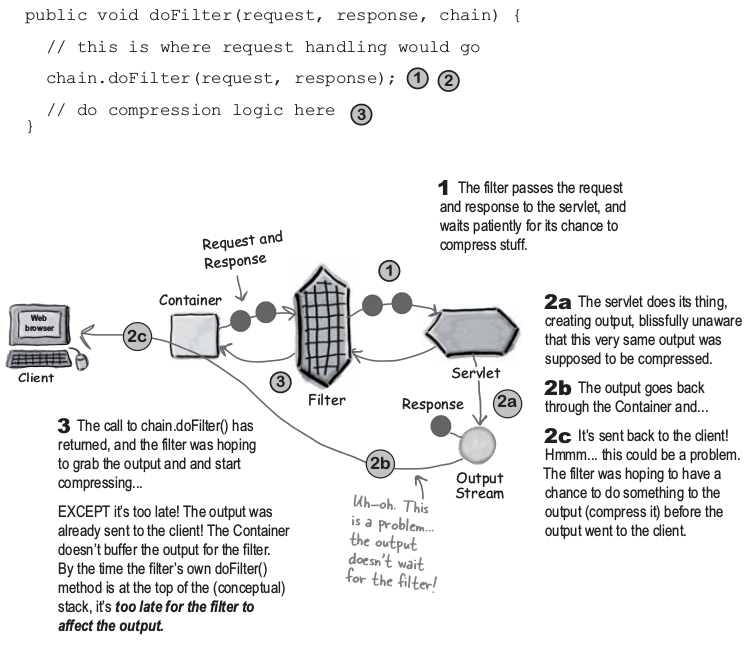 public void doFilter(request, response, chain) {
// this is where request handling would go
chain.doFilter(request, response); 1 2
// do compression logic here 3
}
1 The filter passes the request
and response to the servlet, and
waits patiently for its chance to
compress stuff.
Request and
Response
1
Container
Web
browser
2c
Client
3
Filter
Servlet
2a The servlet does its thing,
creating output, blissfully unaware
that this very same output was
supposed to be compressed.
2b The output goes back
through the Container and...
2c It's sent back to the client!
Hmmm... this could be a problem.
The filter was hoping to have a
chance to do something to the
output (compress it) before the
output went to the client.
Response
2a
2b
Output
Stream
Uh-oh. This
is a problem...
the output
doesn't wait
for the filter!
3 The call to chain.doFilter() has
returned, and the filter was hoping
to grab the output and and start
compressing...
EXCEPT it's too late! The output was
already sent to the client! The Container
doesn't buffer the output for the filter.
By the time the filter's own doFilter()
method is at the top of the (conceptual)
stack, it's too late for the filter to
affect the output.